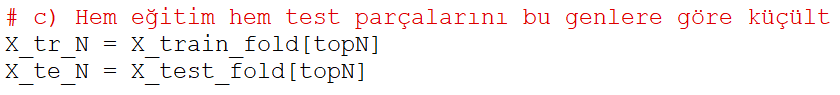 # c) Hem eğitim hem test parçalarını bu genlere göre küçült
X_tr_N = X_train_fold[topN]
X_te_N = X_test_fold[topN]